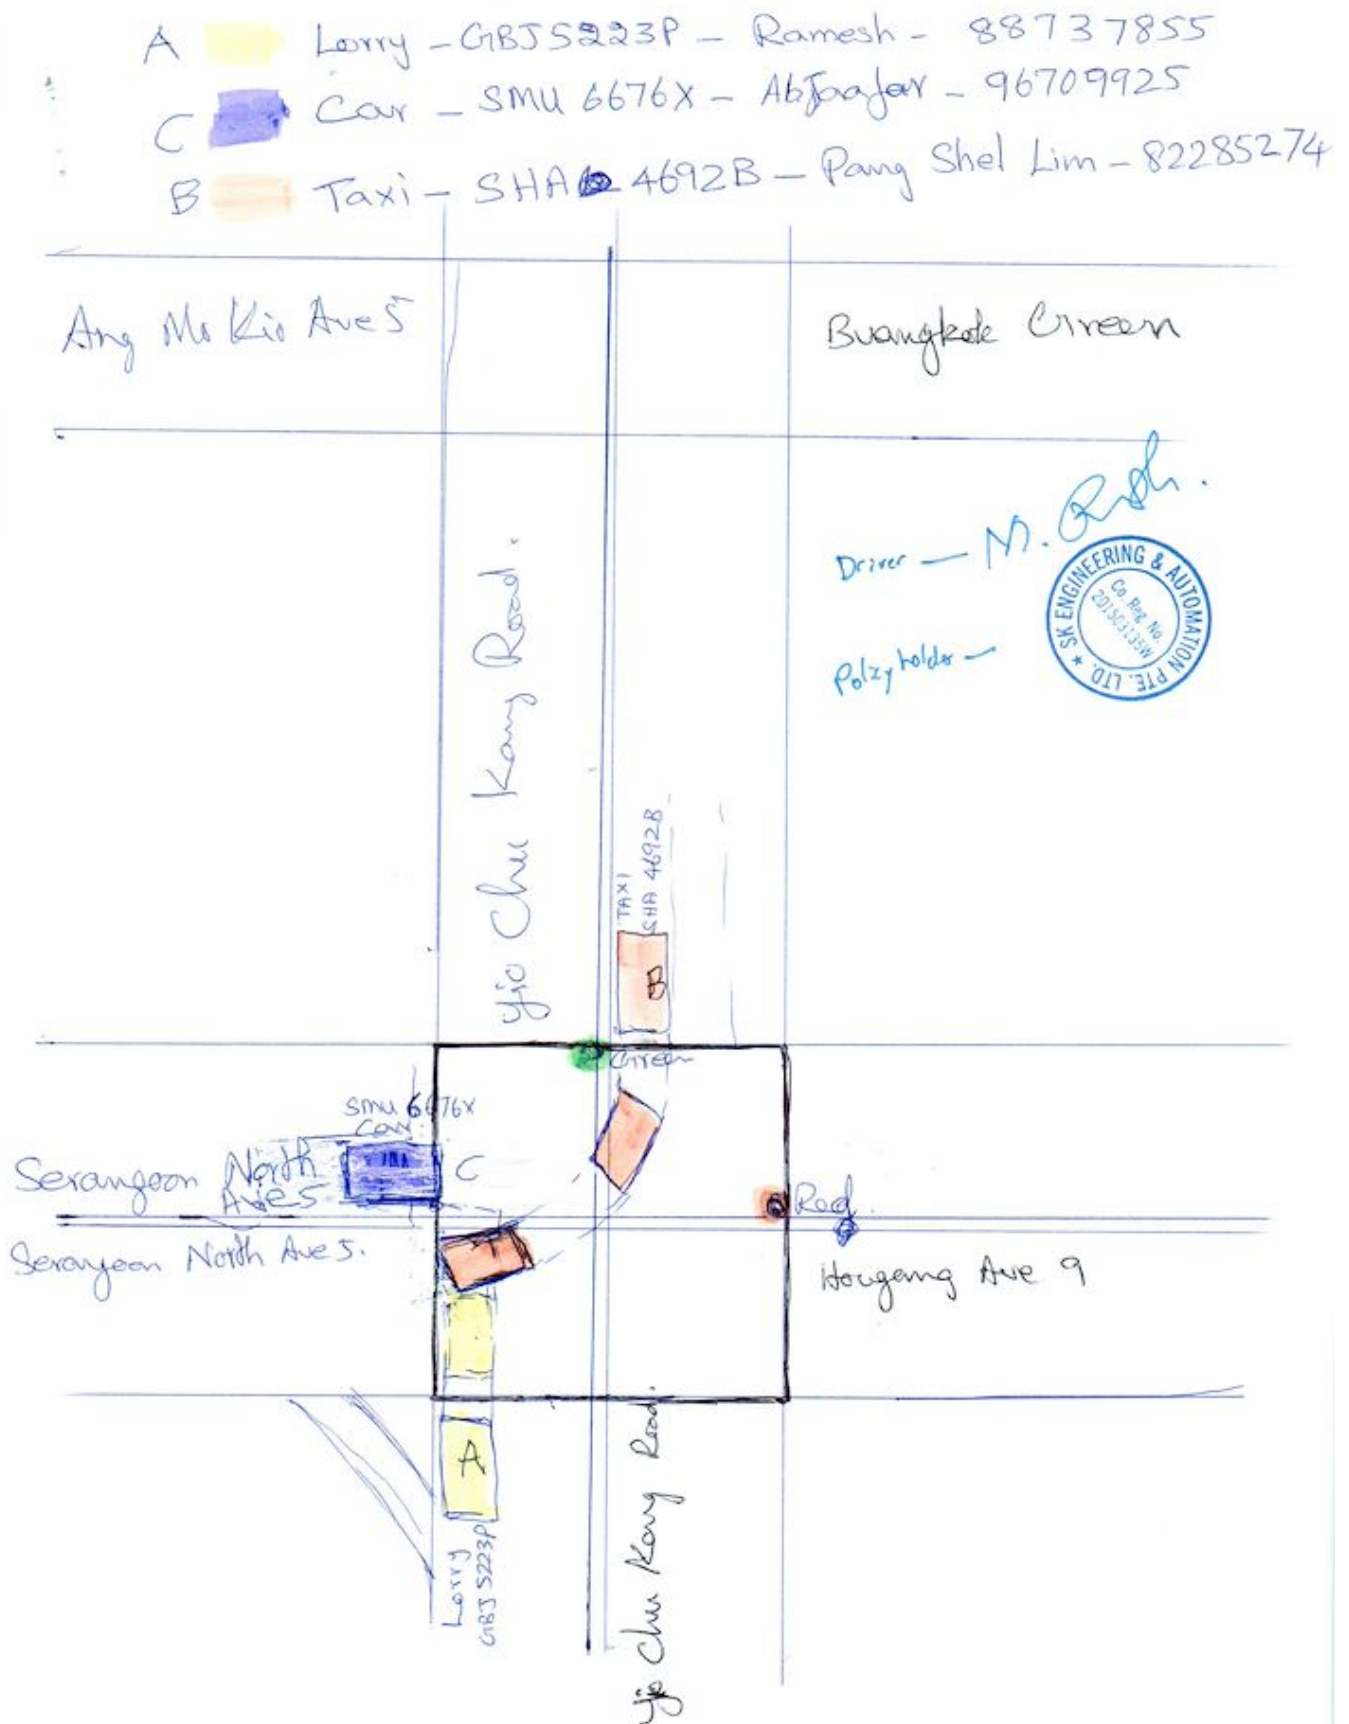 A Lorry - GBJ5223P - Ramesh - 88737855
C Car - SMU 6676X - AbJaafar - 96709925
B Taxi - SHA 4692B - Pang Shel Lim - 82285274
Ang Mo Kio Ave 5
Buangkok Green
Yio Chu Kang Road.
Driver - M.
SK ENGINEERING & AUTOMATION PTE. LTD.
Co. Reg. No.
Policy holder -
TAXI
SHA 4692B
B
Green
SMU 6676X
Car
C
Serangoon North
Ave 5
Red.
Serangoon North Ave 5.
Hougang Ave 9
A
Lorry
GBJ 5223P
Yio Chu Kang Road.